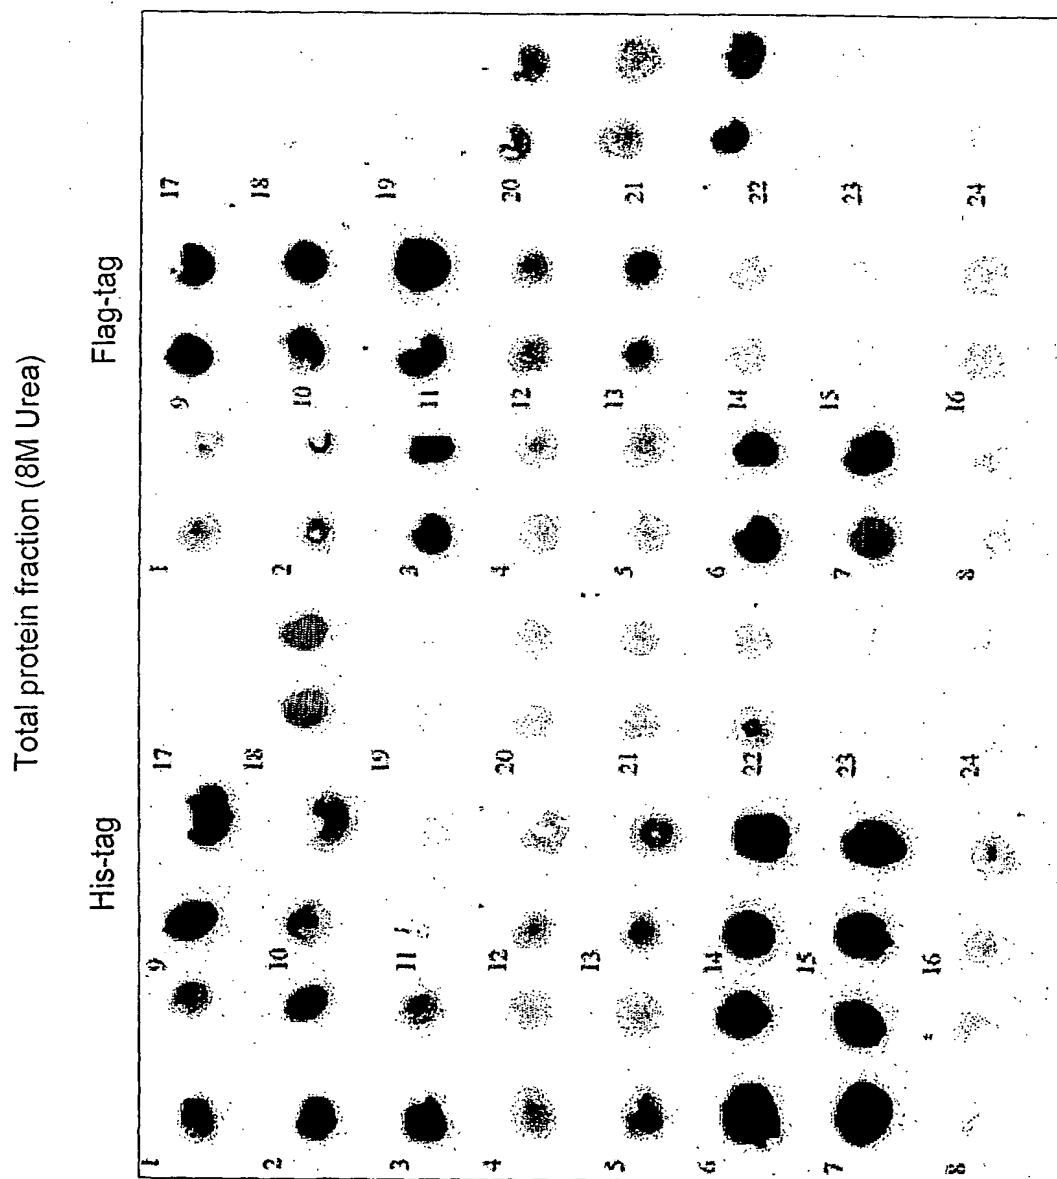 Total protein fraction (8M Urea)
His-tag Flag-tag
1 9 17 1 9 17
2 10 18 2 10 18
3 11 19 3 11 19
4 12 20 4 12 20
5 13 21 5 13 21
6 14 22 6 14 22
7 15 23 7 15 23
8 16 24 8 16 24